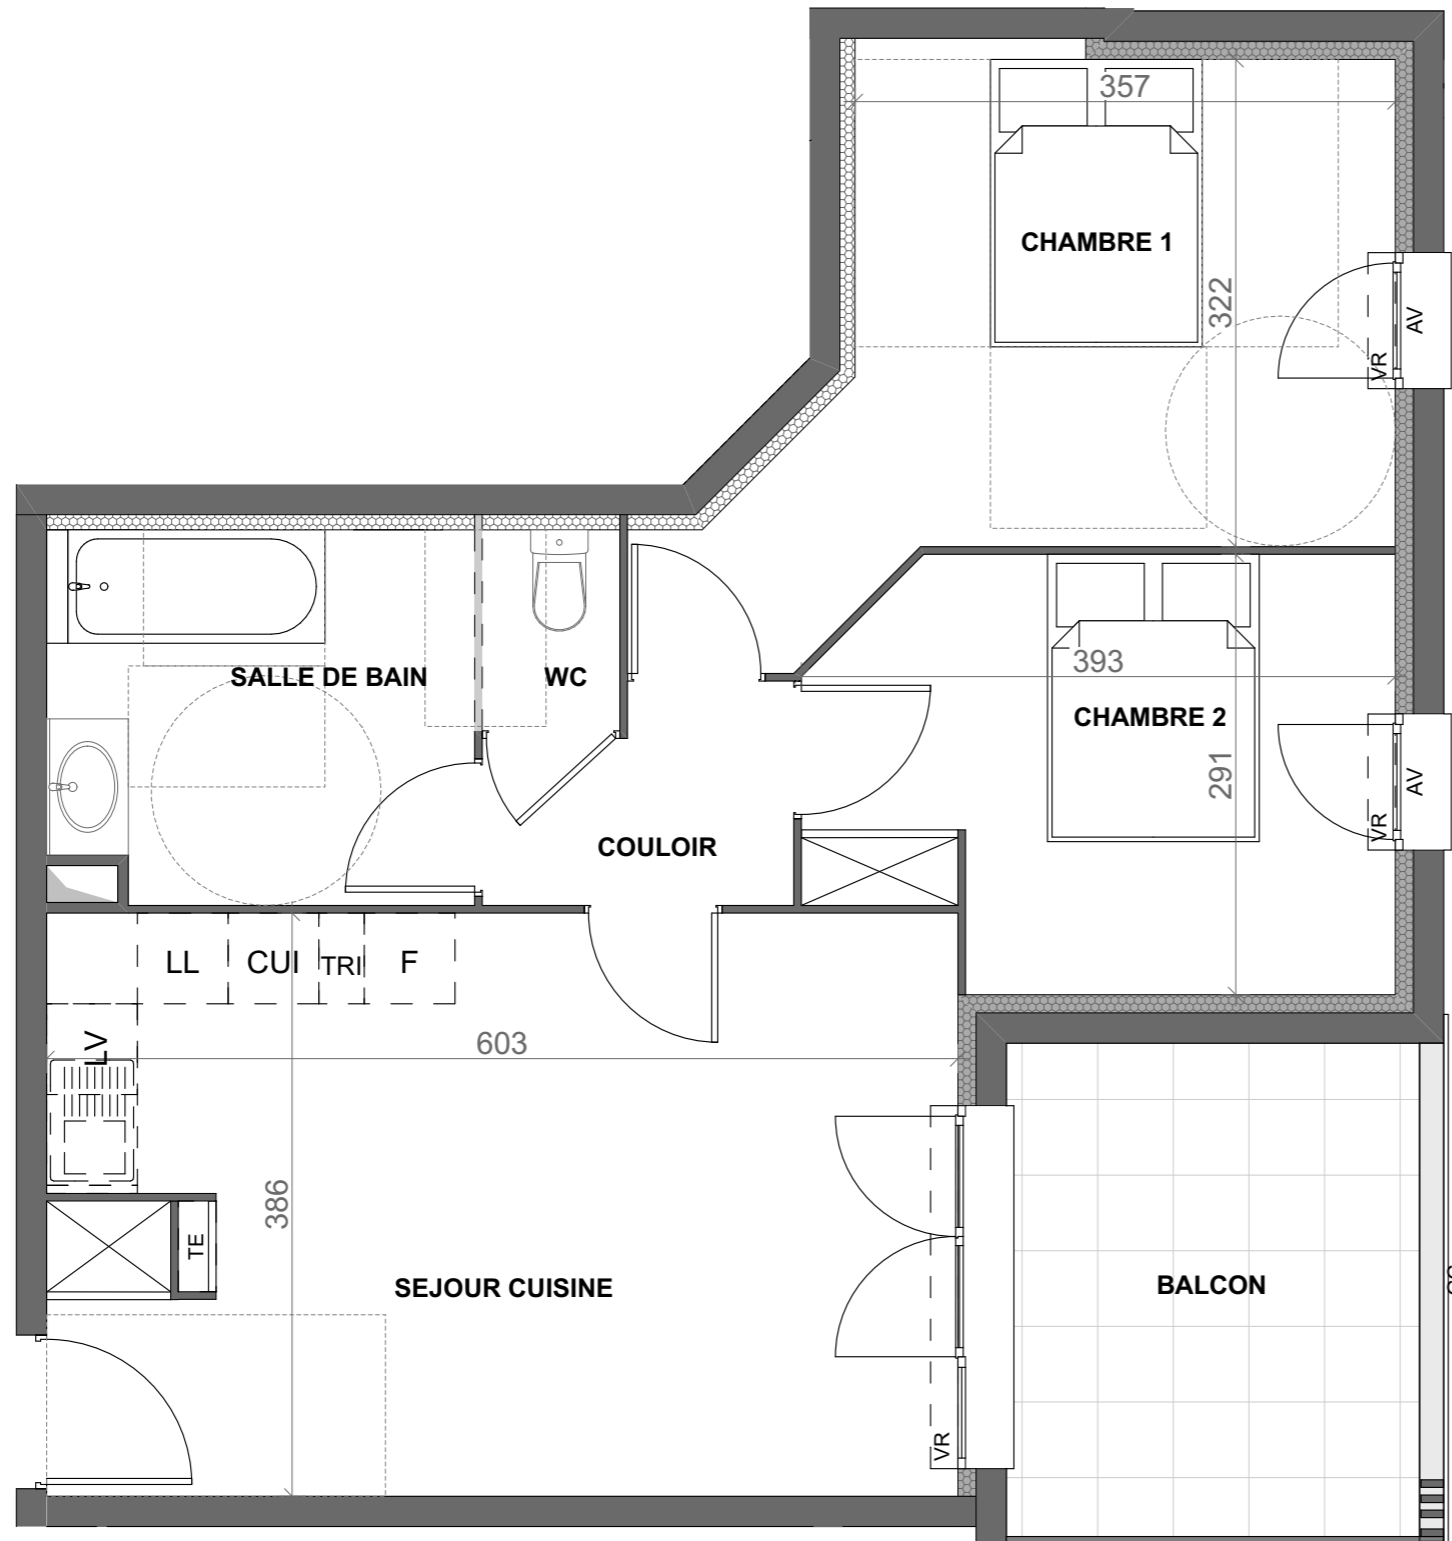 357
CHAMBRE 1
322
AV
VR
393
SALLE DE BAIN
WC
CHAMBRE 2
291
AV
VR
COULOIR
LL
CUI
TRI
F
LV
603
386
TE
SEJOUR CUISINE
BALCON
VR